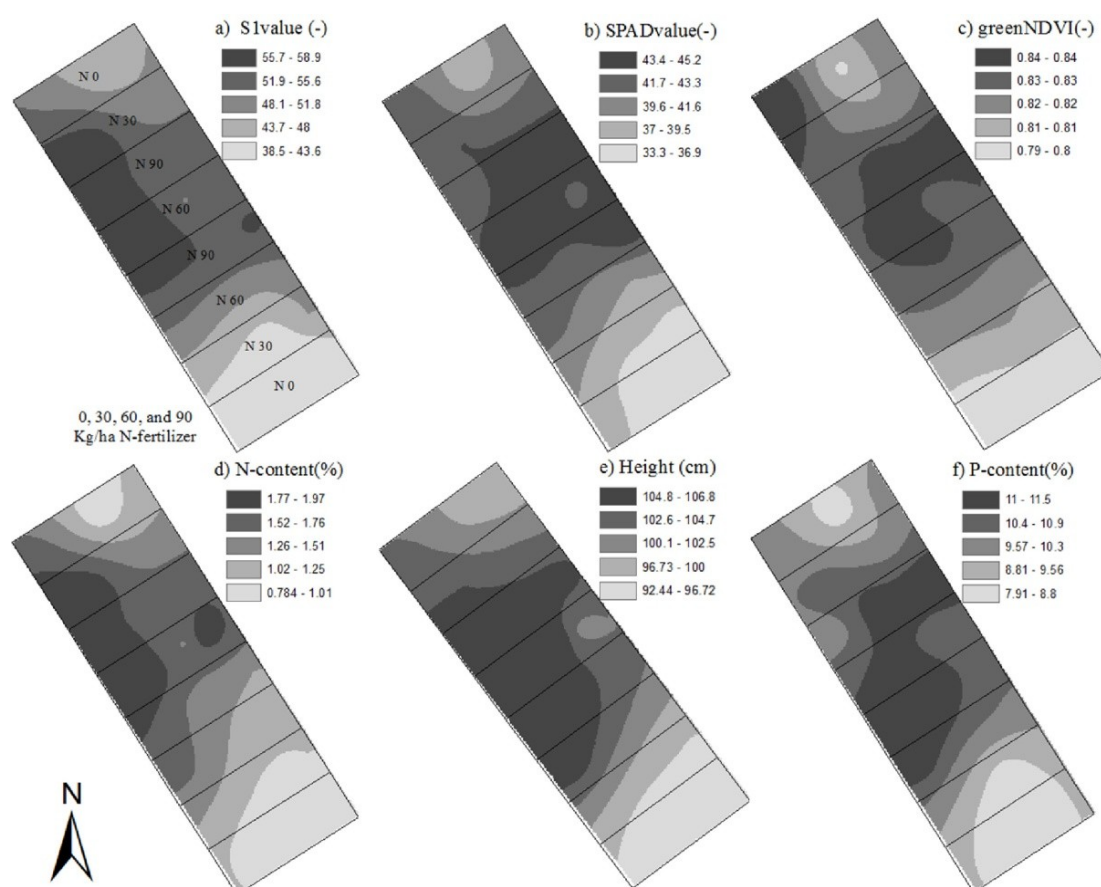 a) S1value (-)
55.7 - 58.9
51.9 - 55.6
48.1 - 51.8
43.7 - 48
38.5 - 43.6
N 0
N 30
N 90
N 60
N 90
N 60
N 30
N 0
b) SPADvalue(-)
43.4 - 45.2
41.7 - 43.3
39.6 - 41.6
37 - 39.5
33.3 - 36.9
c) greenNDVI(-)
0.84 - 0.84
0.83 - 0.83
0.82 - 0.82
0.81 - 0.81
0.79 - 0.8
0, 30, 60, and 90
Kg/ha N-fertilizer
d) N-content(%)
1.77 - 1.97
1.52 - 1.76
1.26 - 1.51
1.02 - 1.25
0.784 - 1.01
e) Height (cm)
104.8 - 106.8
102.6 - 104.7
100.1 - 102.5
96.73 - 100
92.44 - 96.72
f) P-content(%)
11 - 11.5
10.4 - 10.9
9.57 - 10.3
8.81 - 9.56
7.91 - 8.8
N